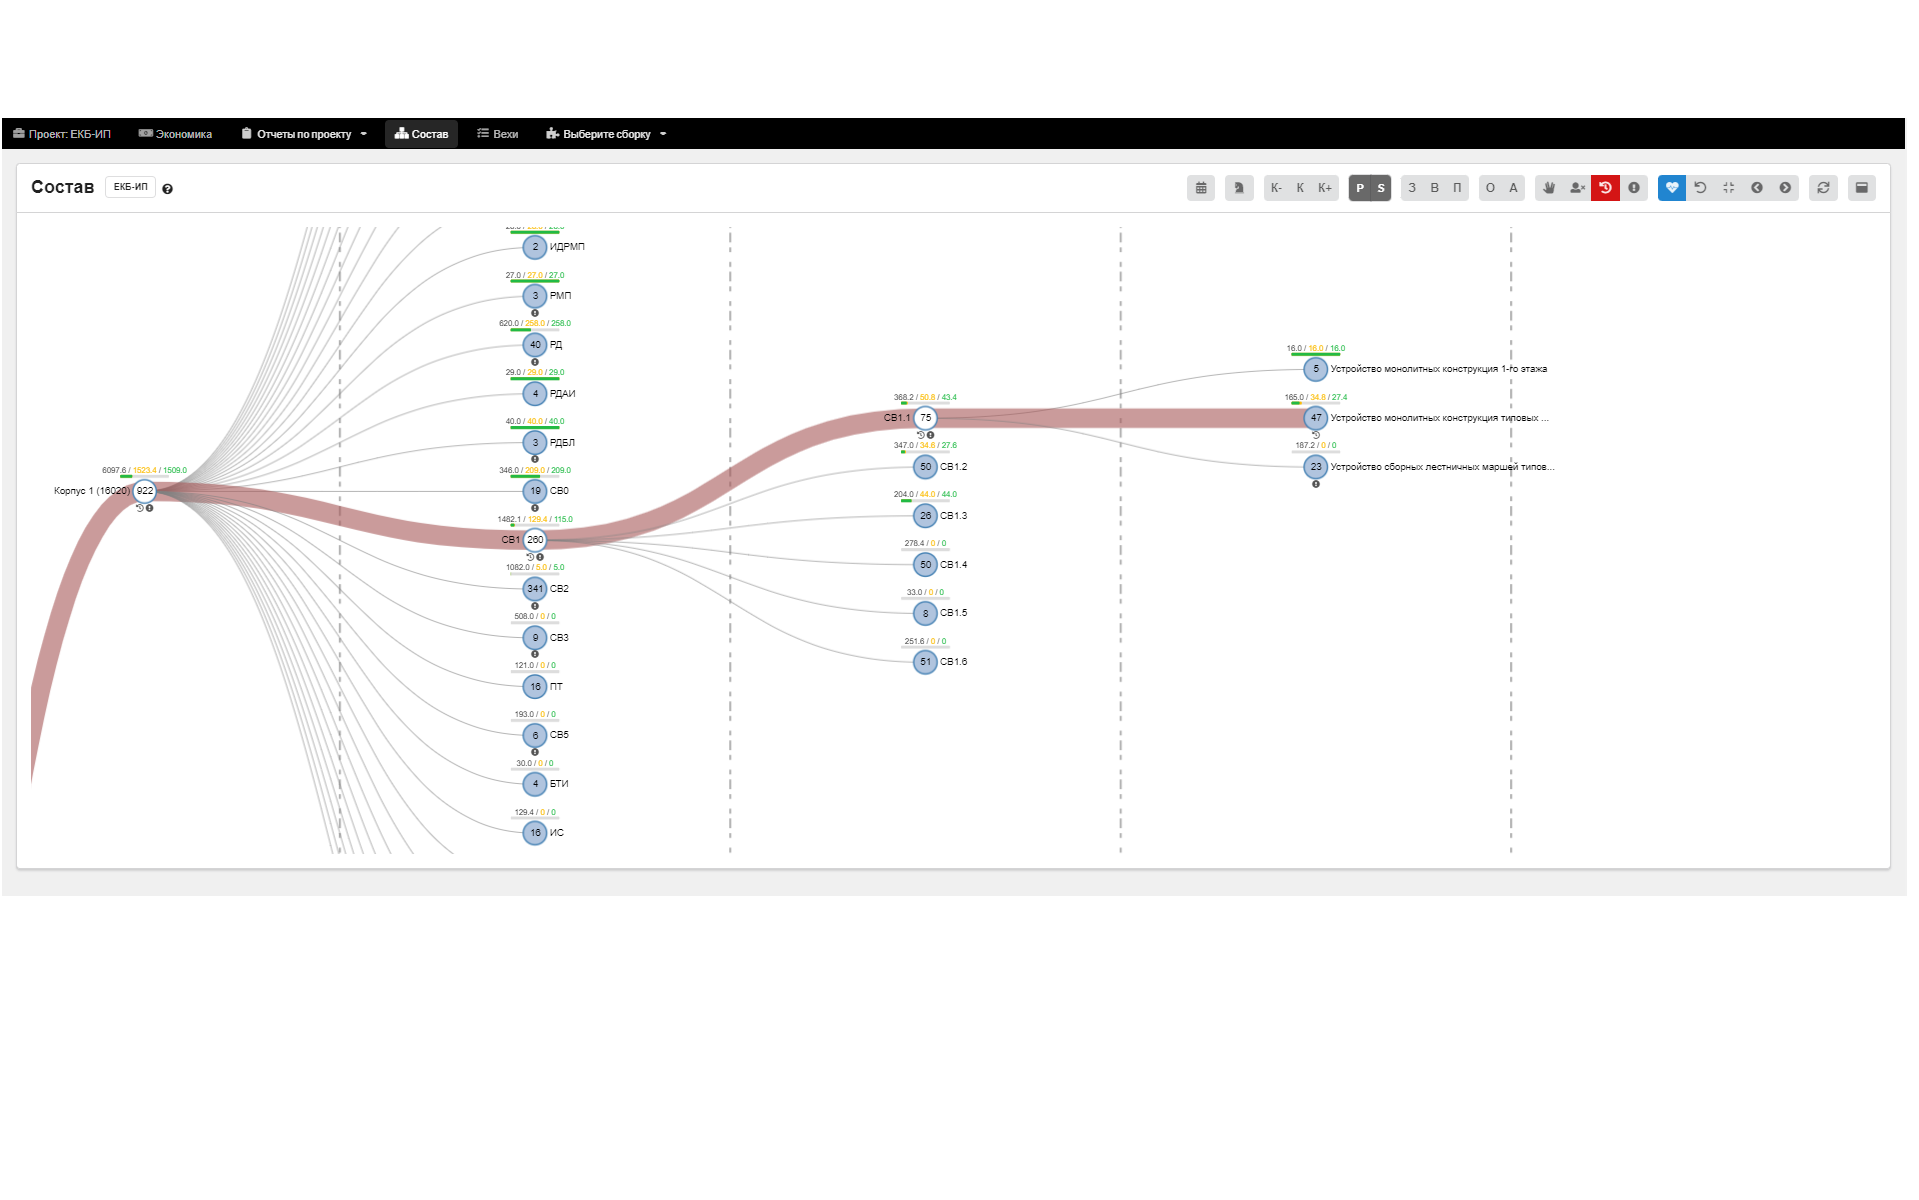 Проект: ЕКБ-ИП Экономика Отчеты по проекту Состав Вехи Выберите сборку
Состав ЕКБ-ИП
К- К К+ P S З В П О А
2 ИДРМП
27.0 / 27.0 / 27.0
3 РМП
620.0 / 258.0 / 258.0
40 РД
29.0 / 29.0 / 29.0
4 РДАИ
40.0 / 40.0 / 40.0
3 РДБЛ
6097.6 / 1523.4 / 1509.0
Корпус 1 (16020) 922
346.0 / 209.0 / 209.0
19 СВ0
1482.1 / 129.4 / 115.0
СВ1 260
1082.0 / 5.0 / 5.0
341 СВ2
508.0 / 0 / 0
9 СВ3
121.0 / 0 / 0
16 ПТ
193.0 / 0 / 0
6 СВ5
30.0 / 0 / 0
4 БТИ
129.4 / 0 / 0
16 ИС
368.2 / 50.8 / 43.4
СВ1.1 75
347.0 / 34.6 / 27.6
50 СВ1.2
204.0 / 44.0 / 44.0
26 СВ1.3
278.4 / 0 / 0
50 СВ1.4
33.0 / 0 / 0
8 СВ1.5
251.6 / 0 / 0
51 СВ1.6
16.0 / 16.0 / 16.0
5 Устройство монолитных конструкция 1-го этажа
165.0 / 34.8 / 27.4
47 Устройство монолитных конструкция типовых ...
187.2 / 0 / 0
23 Устройство сборных лестничных маршей типов...